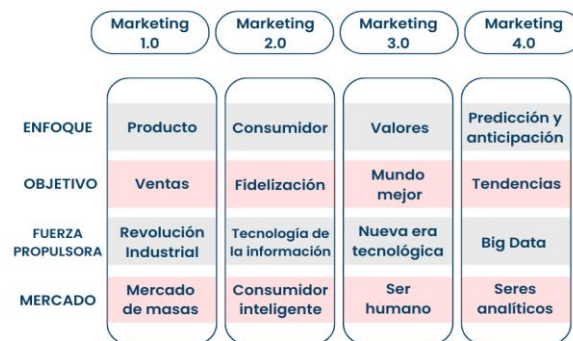 Marketing
1.0
Marketing
2.0
Marketing
3.0
Marketing
4.0
ENFOQUE
Producto
Consumidor
Valores
Predicción y
anticipación
OBJETIVO
Ventas
Fidelización
Mundo
mejor
Tendencias
FUERZA
PROPULSORA
Revolución
Industrial
Tecnología de
la información
Nueva era
tecnológica
Big Data
MERCADO
Mercado
de masas
Consumidor
inteligente
Ser
humano
Seres
analíticos